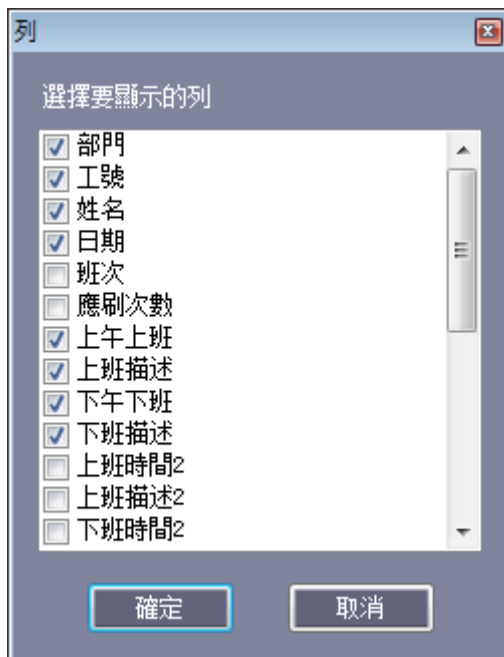 列
選擇要顯示的列
部門
工號
姓名
日期
班次
應刷次數
上午上班
上班描述
下午下班
下班描述
上班時間2
上班描述2
下班時間2
確定
取消